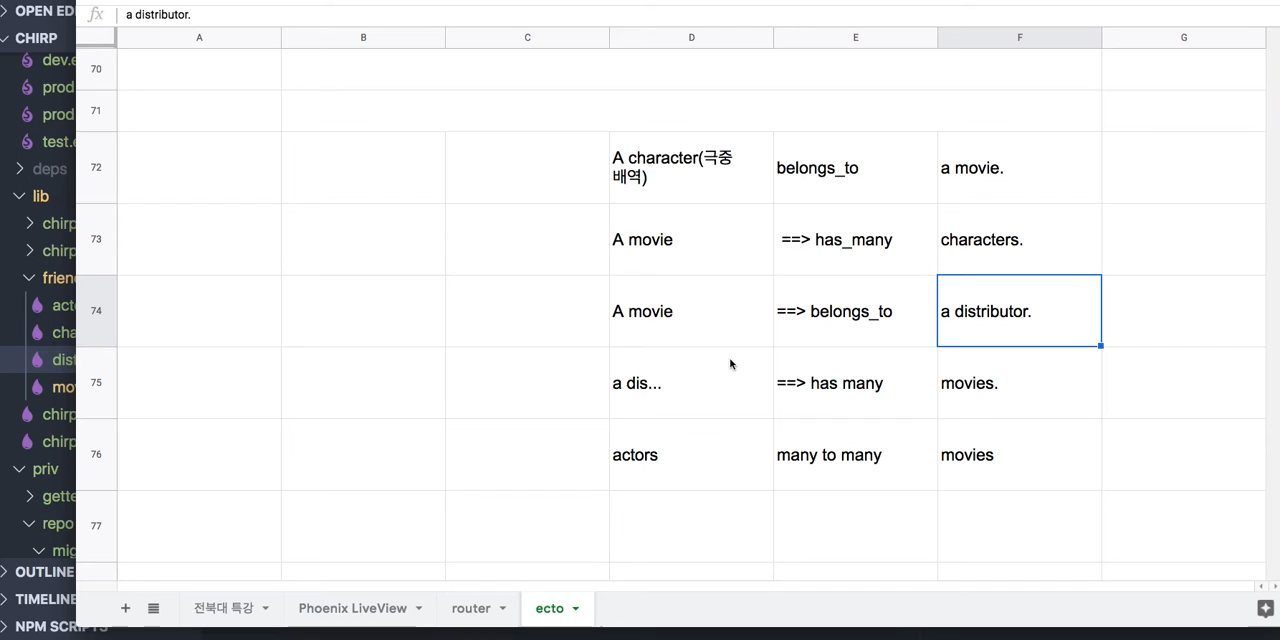 OPEN EDI
CHIRP
dev.e
prod
prod
test.e
deps
lib
chirp
chirp
frien
act
cha
dist
mov
chirp
chirp
priv
gette
repo
mig
OUTLINE
TIMELINE
NPM SCRIPTS
fx
a distributor.
A B C D E F G
70
71
72 A character(극중 belongs_to a movie.
배역)
73 A movie ==> has_many characters.
74 A movie ==> belongs_to a distributor.
75 a dis... ==> has many movies.
76 actors many to many movies
77
+ 전북대 특강 Phoenix LiveView router ecto